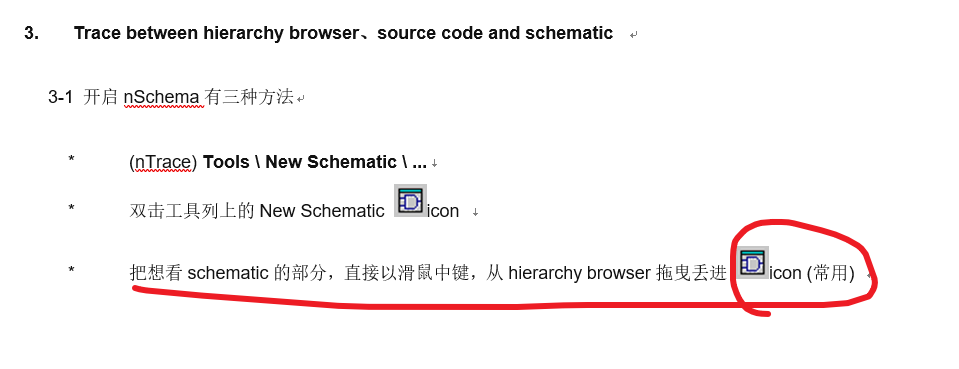 3. Trace between hierarchy browser、source code and schematic
3-1 开启 nSchema 有三种方法
* (nTrace) Tools \ New Schematic \ ...
* 双击工具列上的 New Schematic icon
* 把想看 schematic 的部分，直接以滑鼠中键，从 hierarchy browser 拖曳丢进 icon (常用)